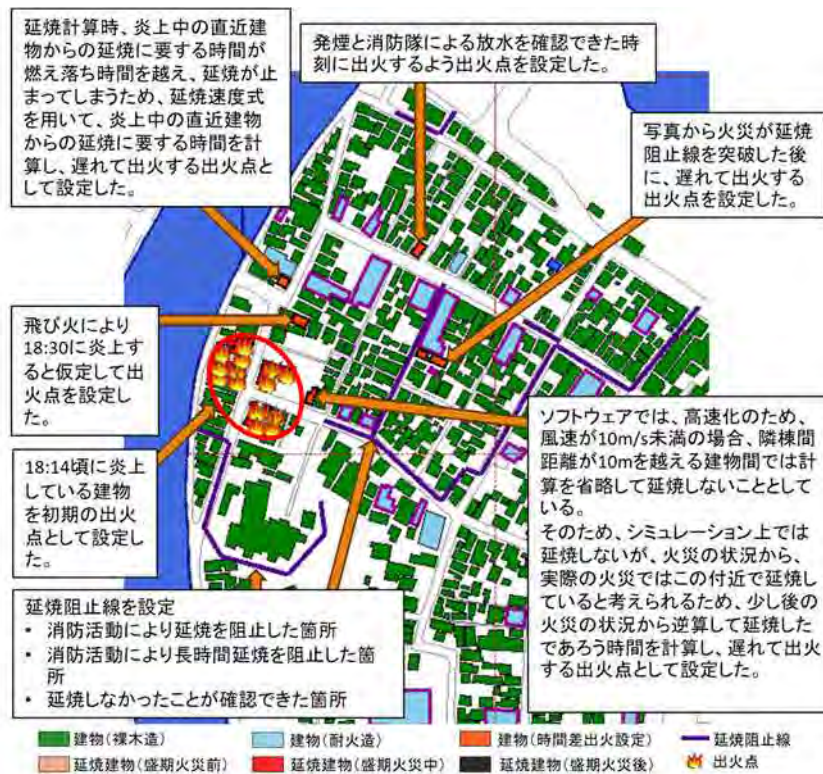 延焼計算時、炎上中の直近建
物からの延焼に要する時間が
燃え落ち時間を越え、延焼が止
まってしまうため、延焼速度式
を用いて、炎上中の直近建物
からの延焼に要する時間を計
算し、遅れて出火する出火点と
して設定した。
発煙と消防隊による放水を確認できた時
刻に出火するよう出火点を設定した。
写真から火災が延焼
阻止線を突破した後
に、遅れて出火する
出火点を設定した。
飛び火により
18:30に炎上す
ると仮定して出
火点を設定し
た。
18:14頃に炎上
している建物
を初期の出火
点として設定し
た。
ソフトウェアでは、高速化のため、
風速が10m/s未満の場合、隣棟間
距離が10mを越える建物間では計
算を省略して延焼しないこととして
いる。
そのため、シミュレーション上では
延焼しないが、火災の状況から、
実際の火災ではこの付近で延焼し
ていると考えられるため、少し後の
火災の状況から逆算して延焼した
であろう時間を計算し、遅れて出火
する出火点として設定した。
延焼阻止線を設定
• 消防活動により延焼を阻止した箇所
• 消防活動により長時間延焼を阻止した箇
所
• 延焼しなかったことが確認できた箇所
建物(裸木造) 建物(耐火造) 建物(時間差出火設定) 延焼阻止線
延焼建物(盛期火災前) 延焼建物(盛期火災中) 延焼建物(盛期火災後) 出火点